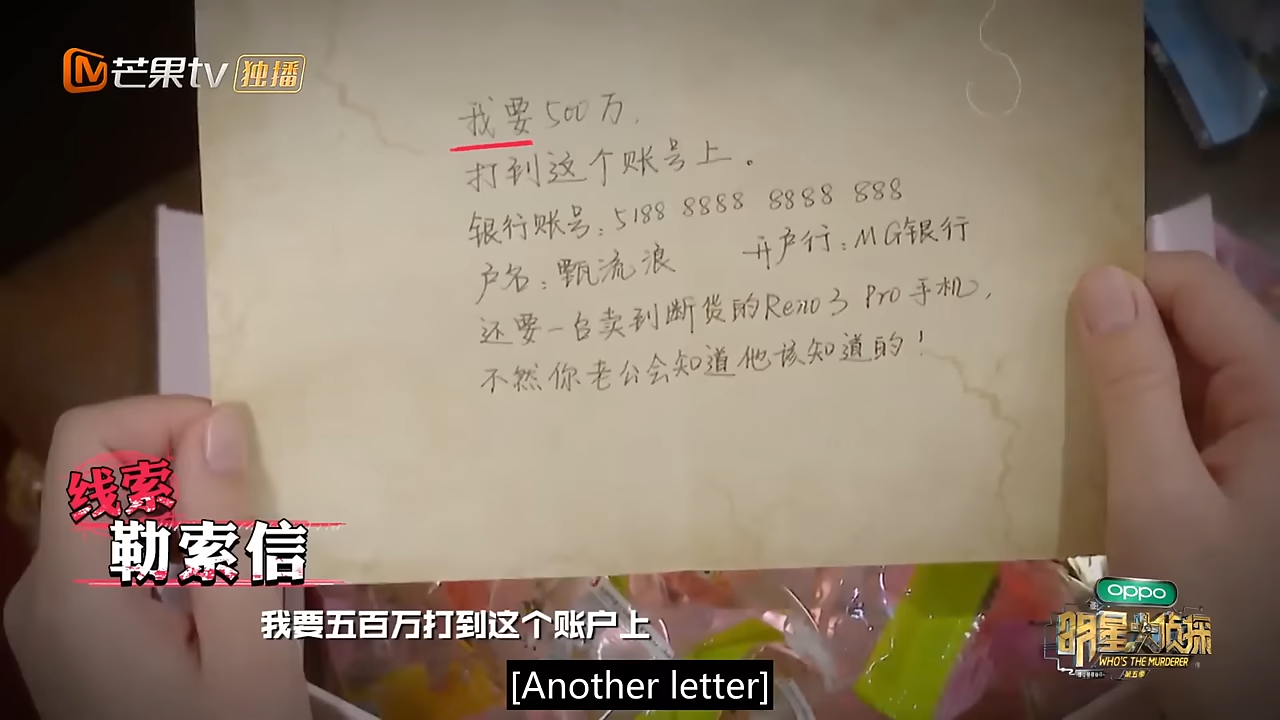 芒果tv 独播
我要500万,
打到这个账号上。
银行账号:5188 8888 8888 888
户名:甄流浪 开户行:MG银行
还要一台卖到断货的Reno 3 Pro手机,
不然你老公会知道他该知道的!
线索
勒索信
我要五百万打到这个账户上
[Another letter]
oppo
明星大侦探
WHO'S THE MURDERER
第五季